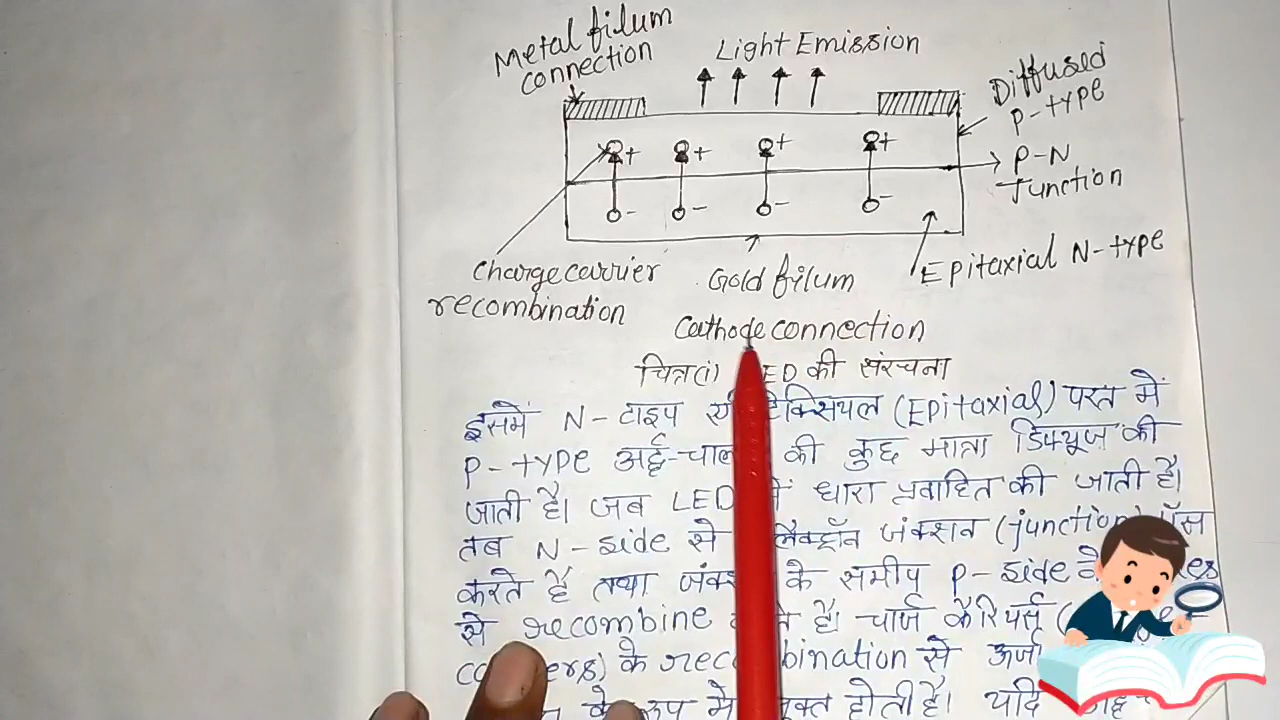 Metal filum
connection
Light Emission
Diffused
P-type
P-N
Junction
Epitaxial N-type
Charge carrier
recombination
Gold filum
Cathode connection
चित्र(i) ED की संरचना
इसमें N-टाइप (Epitaxial) परत में
P-type अर्द्ध- की कुछ मात्रा डिफ्यूज की
जाती है। जब LED में धारा प्रवाहित की जाती है।
तब N-side से जंक्शन (junction)
करते हैं तथा के समीप P-side
से recombine है। चार्ज कैरियर्स
के recombination से
के रूप में मुक्त होती है। यदि